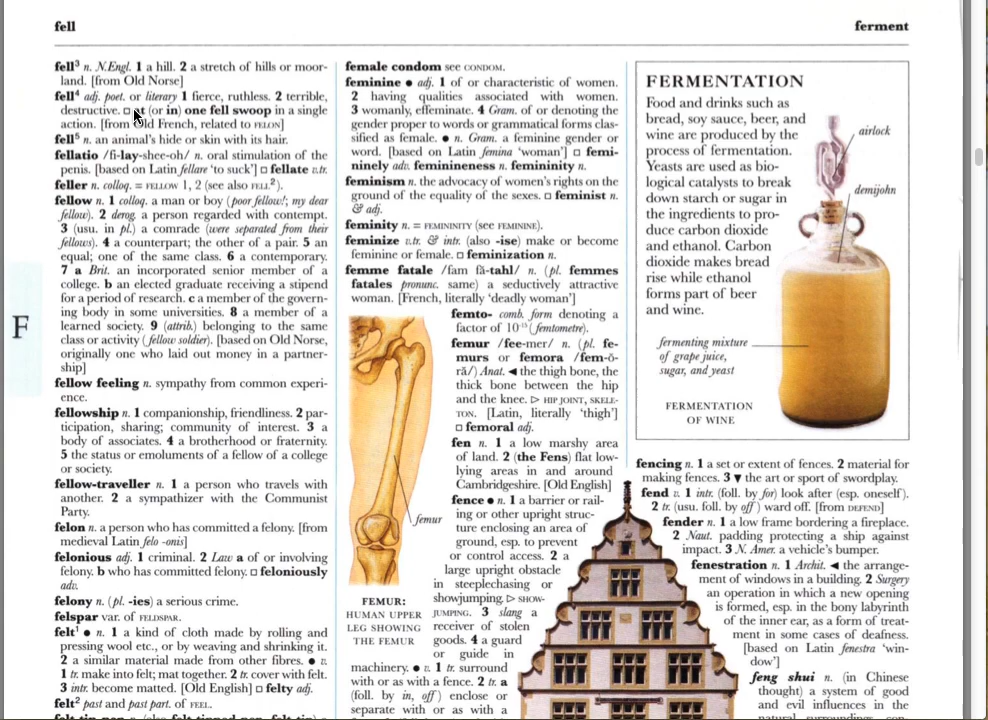 fell
ferment
fell³ n. N.Engl. 1 a hill. 2 a stretch of hills or moor-
land. [from Old Norse]
fell⁴ adj. poet. or literary 1 fierce, ruthless. 2 terrible,
destructive. □ at (or in) one fell swoop in a single
action. [from Old French, related to FELON]
fell⁵ n. an animal's hide or skin with its hair.
fellatio /fi-lay-shee-oh/ n. oral stimulation of the
penis. [based on Latin fellare 'to suck'] □ fellate v.tr.
feller n. colloq. = FELLOW 1, 2 (see also FELL².)
fellow n. 1 colloq. a man or boy (poor fellow!; my dear
fellow). 2 derog. a person regarded with contempt.
3 (usu. in pl.) a comrade (were separated from their
fellows). 4 a counterpart; the other of a pair. 5 an
equal; one of the same class. 6 a contemporary.
7 a Brit. an incorporated senior member of a
college. b an elected graduate receiving a stipend
for a period of research. c a member of the govern-
ing body in some universities. 8 a member of a
learned society. 9 (attrib.) belonging to the same
class or activity (fellow soldier). [based on Old Norse,
originally one who laid out money in a partner-
ship]
fellow feeling n. sympathy from common experi-
ence.
fellowship n. 1 companionship, friendliness. 2 par-
ticipation, sharing; community of interest. 3 a
body of associates. 4 a brotherhood or fraternity.
5 the status or emoluments of a fellow of a college
or society.
fellow-traveller n. 1 a person who travels with
another. 2 a sympathizer with the Communist
Party.
felon n. a person who has committed a felony. [from
medieval Latin felo -onis]
felonious adj. 1 criminal. 2 Law a of or involving
felony. b who has committed felony. □ feloniously
adv.
felony n. (pl. -ies) a serious crime.
felspar var. of FELDSPAR.
felt¹ ● n. 1 a kind of cloth made by rolling and
pressing wool etc., or by weaving and shrinking it.
2 a similar material made from other fibres. ● v.
1 tr. make into felt; mat together. 2 tr. cover with felt.
3 intr. become matted. [Old English] □ felty adj.
felt² past and past part. of FEEL.
felt-tip pen n. (also felt-tipped pen, felt-tip) a
F
female condom see CONDOM.
feminine ● adj. 1 of or characteristic of women.
2 having qualities associated with women.
3 womanly, effeminate. 4 Gram. of or denoting the
gender proper to words or grammatical forms clas-
sified as female. ● n. Gram. a feminine gender or
word. [based on Latin femina 'woman'] □ femi-
ninely adv. feminineness n. femininity n.
feminism n. the advocacy of women's rights on the
ground of the equality of the sexes. □ feminist n.
& adj.
feminity n. = FEMININITY (see FEMININE).
feminize v.tr. & intr. (also -ise) make or become
feminine or female. □ feminization n.
femme fatale /fam fă-tahl/ n. (pl. femmes
fatales pronunc. same) a seductively attractive
woman. [French, literally 'deadly woman']
femto- comb. form denoting a
factor of 10⁻¹⁵ (femtometre).
femur /fee-mer/ n. (pl. fe-
murs or femora /fem-ŏ-
ră/) Anat. ◄ the thigh bone, the
thick bone between the hip
and the knee. ▷ HIP JOINT, SKELE-
TON. [Latin, literally 'thigh']
□ femoral adj.
fen n. 1 a low marshy area
of land. 2 (the Fens) flat low-
lying areas in and around
Cambridgeshire. [Old English]
fence ● n. 1 a barrier or rail-
ing or other upright struc-
ture enclosing an area of
ground, esp. to prevent
or control access. 2 a
large upright obstacle
in steeplechasing or
showjumping. ▷ SHOW-
JUMPING. 3 slang a
receiver of stolen
goods. 4 a guard
or guide in
machinery. ● v. 1 tr. surround
with or as with a fence. 2 tr. a
(foll. by in, off) enclose or
separate with or as with a
femur
FEMUR:
HUMAN UPPER
LEG SHOWING
THE FEMUR
FERMENTATION
Food and drinks such as
bread, soy sauce, beer, and
wine are produced by the
process of fermentation.
Yeasts are used as bio-
logical catalysts to break
down starch or sugar in
the ingredients to pro-
duce carbon dioxide
and ethanol. Carbon
dioxide makes bread
rise while ethanol
forms part of beer
and wine.
airlock
demijohn
fermenting mixture
of grape juice,
sugar, and yeast
FERMENTATION
OF WINE
fencing n. 1 a set or extent of fences. 2 material for
making fences. 3 ▼ the art or sport of swordplay.
fend v. 1 intr. (foll. by for) look after (esp. oneself).
2 tr. (usu. foll. by off) ward off. [from DEFEND]
fender n. 1 a low frame bordering a fireplace.
2 Naut. padding protecting a ship against
impact. 3 N. Amer. a vehicle's bumper.
fenestration n. 1 Archit. ◄ the arrange-
ment of windows in a building. 2 Surgery
an operation in which a new opening
is formed, esp. in the bony labyrinth
of the inner ear, as a form of treat-
ment in some cases of deafness.
[based on Latin fenestra 'win-
dow']
feng shui n. (in Chinese
thought) a system of good
and evil influences in the
natural surroundings, con-